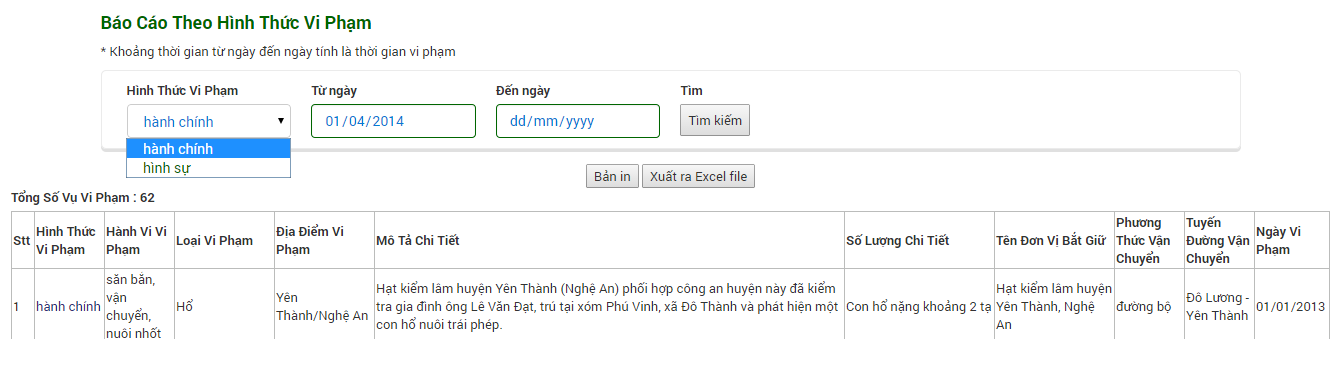 Báo Cáo Theo Hình Thức Vi Phạm
* Khoảng thời gian từ ngày đến ngày tính là thời gian vi phạm
Hình Thức Vi Phạm Từ ngày Đến ngày Tìm
hành chính 01/04/2014 dd/mm/yyyy Tìm kiếm
hành chính
hình sự
Bản in Xuất ra Excel file
Tổng Số Vụ Vi Phạm : 62
Stt
Hình Thức
Vi Phạm
Hành Vi Vi
Phạm
Loại Vi Phạm
Địa Điểm Vi
Phạm
Mô Tả Chi Tiết
Số Lượng Chi Tiết
Tên Đơn Vị Bắt Giữ
Phương
Thức Vận
Chuyển
Tuyến
Đường Vận
Chuyển
Ngày Vi
Phạm
1
hành chính
săn bắn,
vận
chuyển,
nuôi nhốt
Hổ
Yên
Thành/Nghệ An
Hạt kiểm lâm huyện Yên Thành (Nghệ An) phối hợp công an huyện này đã kiểm
tra gia đình ông Lê Văn Đạt, trú tại xóm Phú Vinh, xã Đô Thành và phát hiện một
con hổ nuôi trái phép.
Con hổ nặng khoảng 2 tạ
Hạt kiểm lâm huyện
Yên Thành, Nghệ
An
đường bộ
Đô Lương -
Yên Thành
01/01/2013